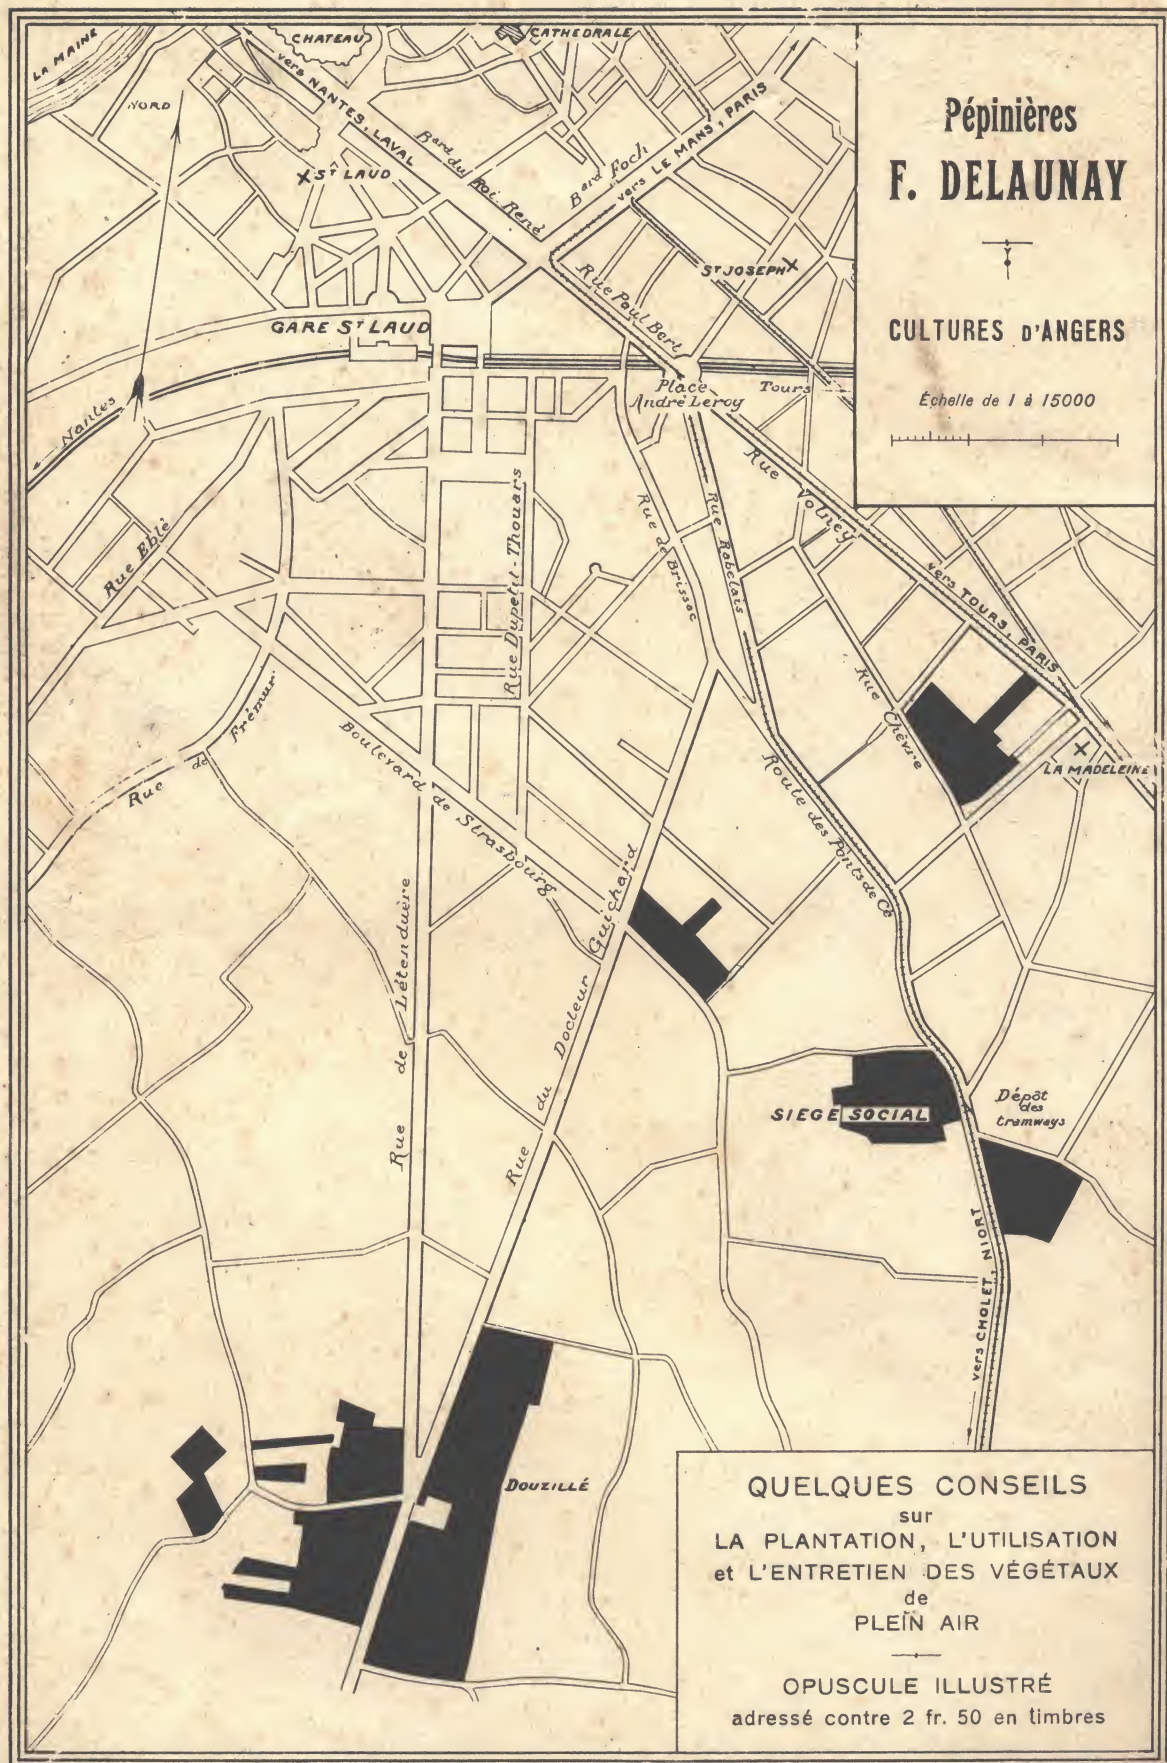 LA MAINE
CHATEAU
CATHEDRALE
NORD
vers NANTES, LAVAL
Bard du Roi René
Bard Foch
vers LE MANS, PARIS
ST LAUD
ST JOSEPH
Pépinières
F. DELAUNAY
CULTURES D'ANGERS
Échelle de 1 à 15000
GARE ST LAUD
Rue Paul Bert
Place
André Leroy
Tours
Nantes
Rue Eblé
Rue Dupetit-Thouars
Rue de Brissac
Rue Rabelais
Rue Volney
vers TOURS, PARIS
Rue Chèvre
LA MADELEINE
Rue de Frémur
Boulevard de Strasbourg
Route des Ponts de Cé
Rue de Létenduère
Rue du Docteur Guichard
SIEGE SOCIAL
Dépôt
des
tramways
vers CHOLET, NIORT
DOUZILLÉ
QUELQUES CONSEILS
sur
LA PLANTATION, L'UTILISATION
et L'ENTRETIEN DES VÉGÉTAUX
de
PLEIN AIR
OPUSCULE ILLUSTRÉ
adressé contre 2 fr. 50 en timbres